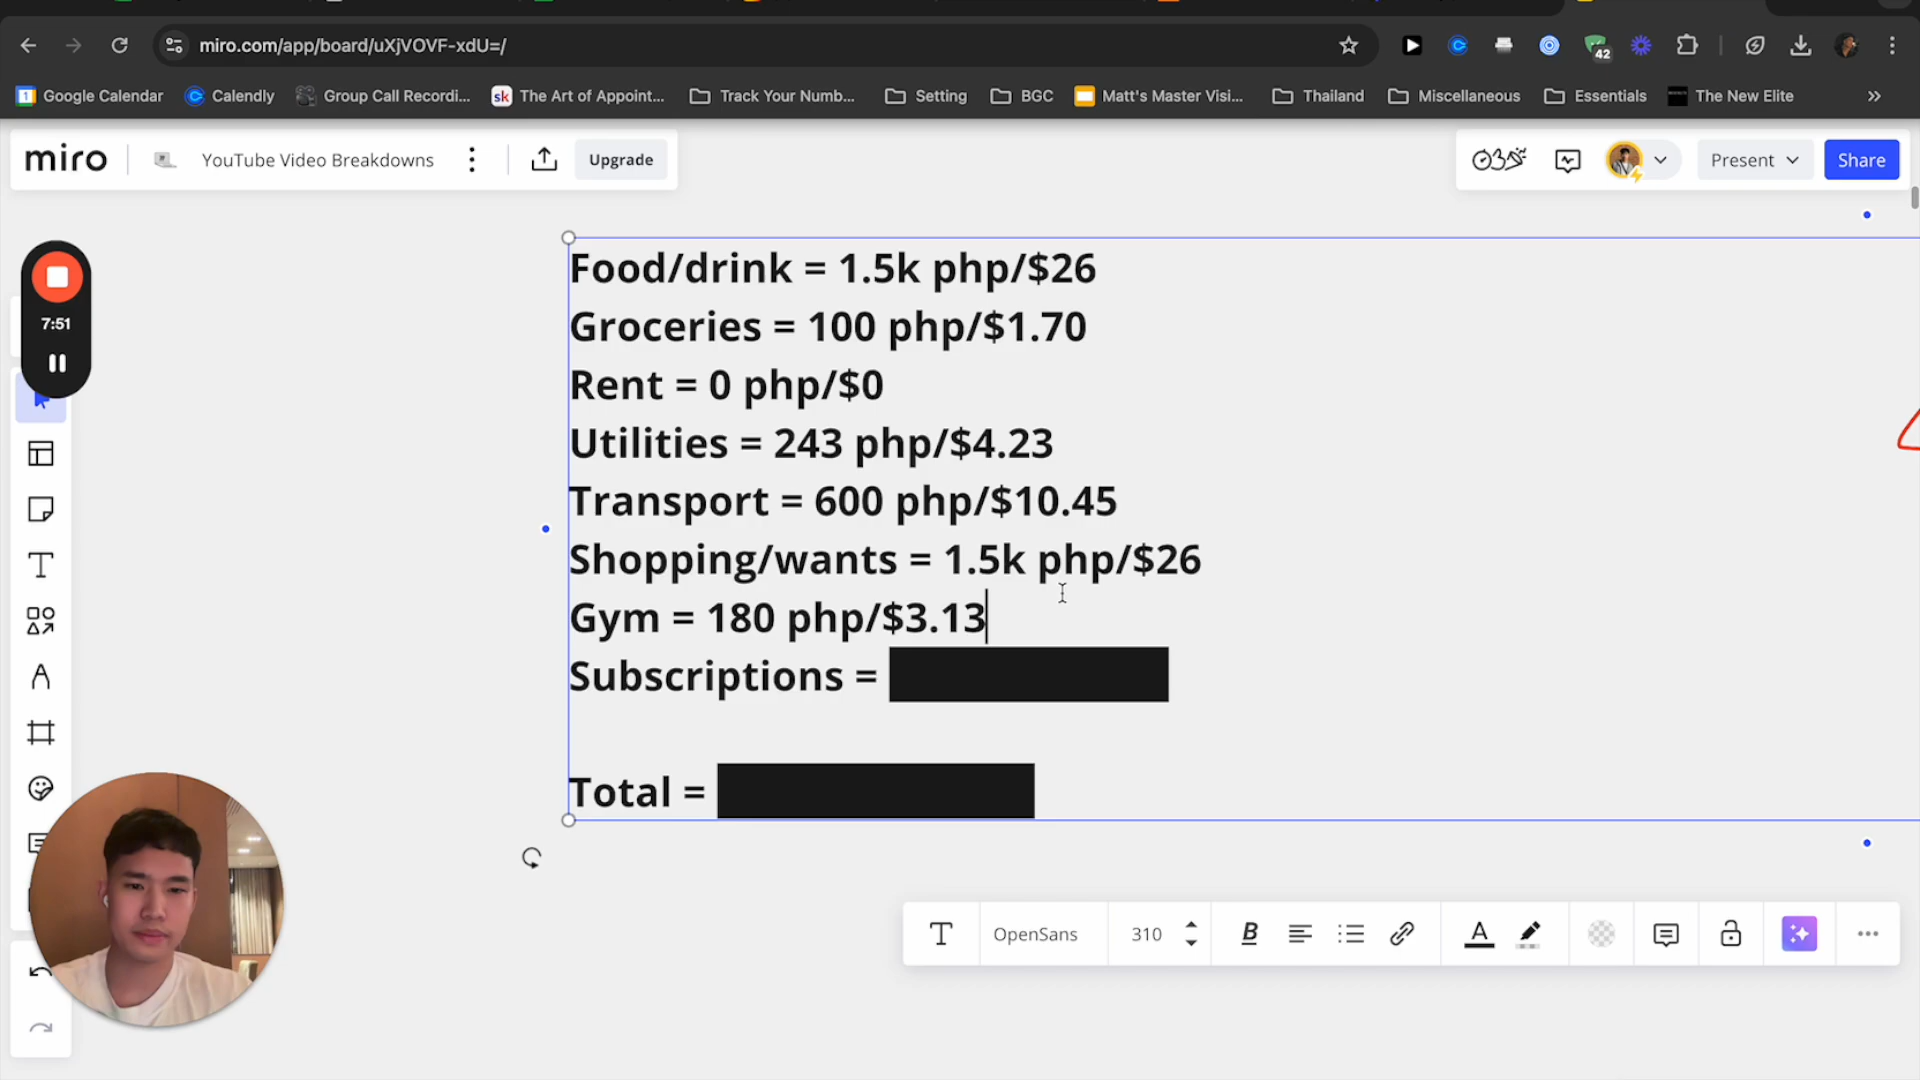 miro.com/app/board/uXjVOVF-xdU=/
42
Google Calendar
Calendly
Group Call Recordi...
sk
The Art of Appoint...
Track Your Numb...
Setting
BGC
Matt's Master Visi...
Thailand
Miscellaneous
Essentials
The New Elite
miro
YouTube Video Breakdowns
Upgrade
Present
Share
7:51
Food/drink = 1.5k php/$26
Groceries = 100 php/$1.70
Rent = 0 php/$0
Utilities = 243 php/$4.23
Transport = 600 php/$10.45
Shopping/wants = 1.5k php/$26
Gym = 180 php/$3.13
Subscriptions =
Total =
OpenSans
310